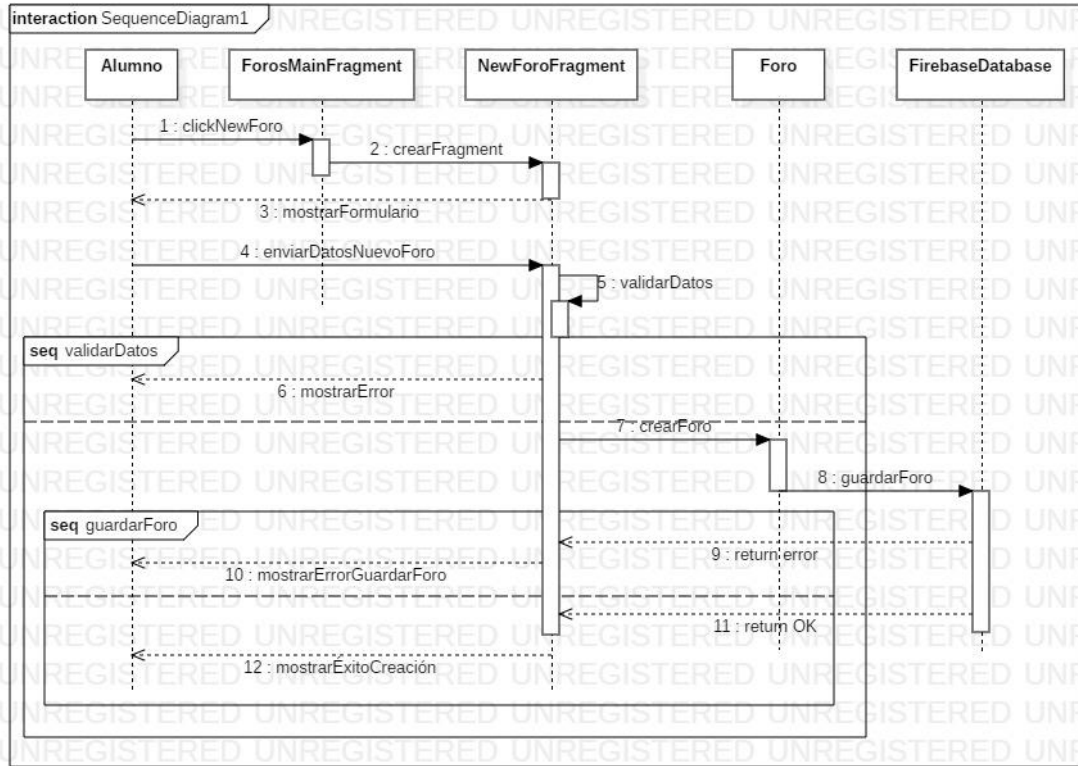 interaction SequenceDiagram1
Alumno ForosMainFragment NewForoFragment Foro FirebaseDatabase
1 : clickNewForo
2 : crearFragment
3 : mostrarFormulario
4 : enviarDatosNuevoForo
5 : validarDatos
seq validarDatos
6 : mostrarError
7 : crearForo
8 : guardarForo
seq guardarForo
9 : return error
10 : mostrarErrorGuardarForo
11 : return OK
12 : mostrarÉxitoCreación
UNREGISTERED